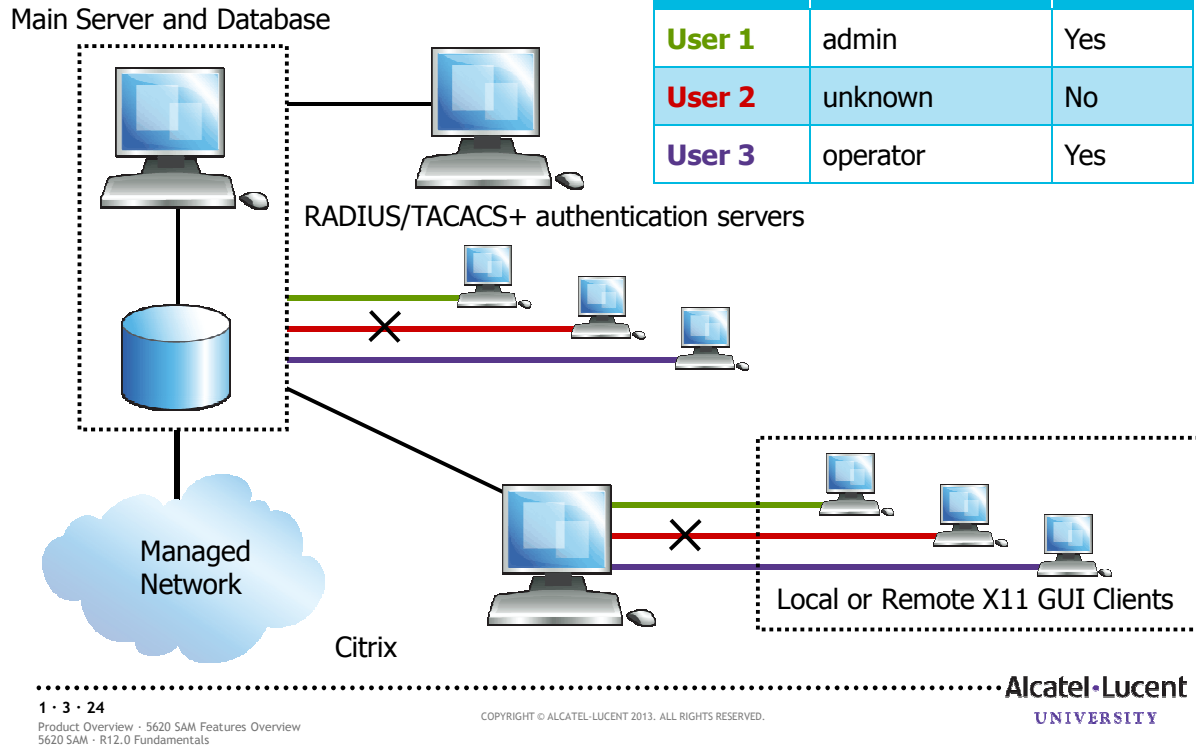 Main Server and Database
User 1 admin Yes
User 2 unknown No
User 3 operator Yes
RADIUS/TACACS+ authentication servers
Managed
Network
Local or Remote X11 GUI Clients
Citrix
Alcatel·Lucent
UNIVERSITY
1 · 3 · 24
Product Overview · 5620 SAM Features Overview
5620 SAM · R12.0 Fundamentals
COPYRIGHT © ALCATEL-LUCENT 2013. ALL RIGHTS RESERVED.